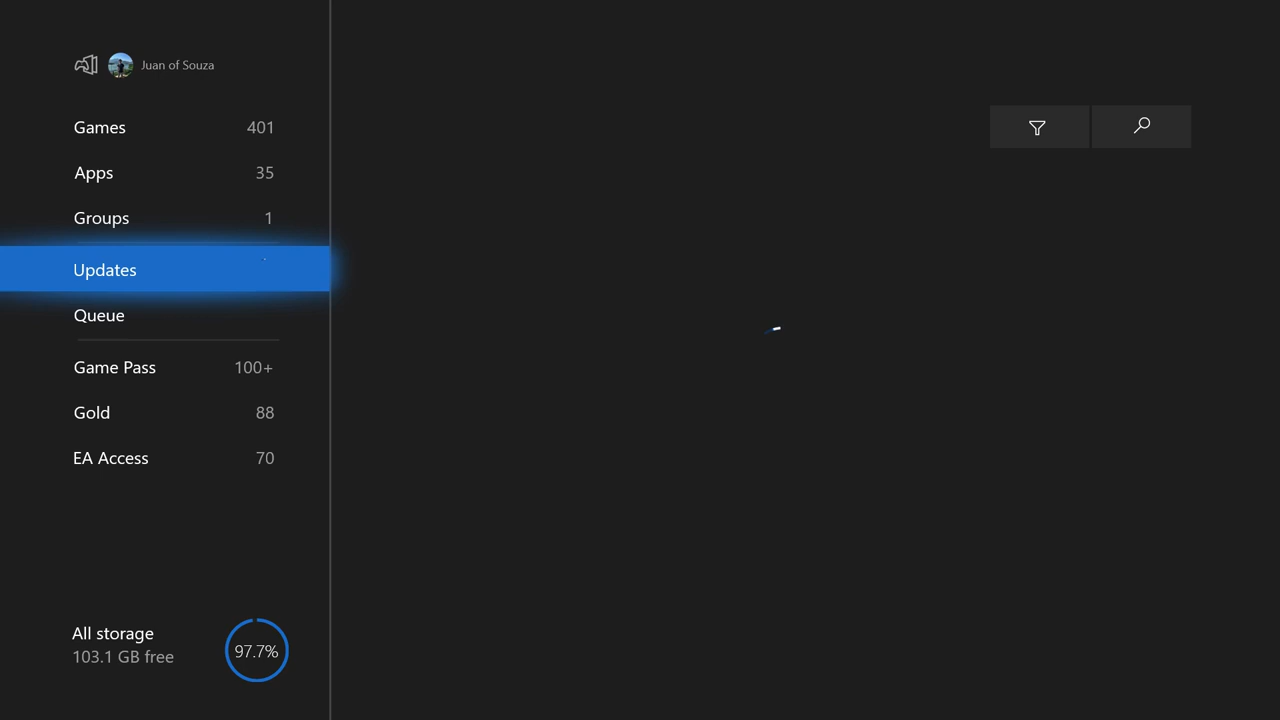 Juan of Souza
Games 401
Apps 35
Groups 1
Updates
Queue
Game Pass 100+
Gold 88
EA Access 70
All storage
103.1 GB free
97.7%